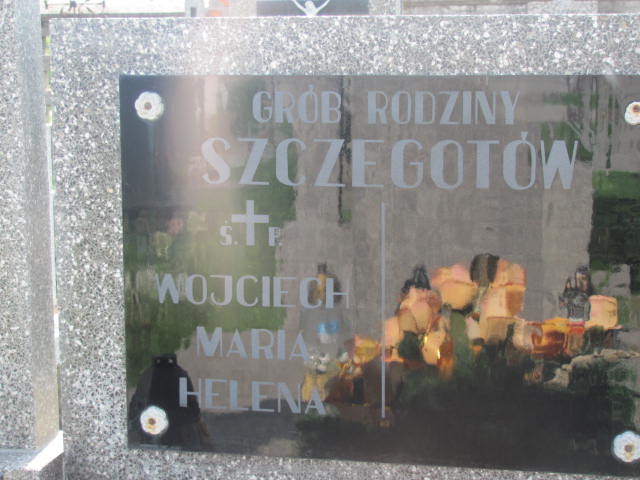 GRÓB RODZINY
SZCZEGOTÓW
Ś. P.
WOJCIECH
MARIA
HELENA